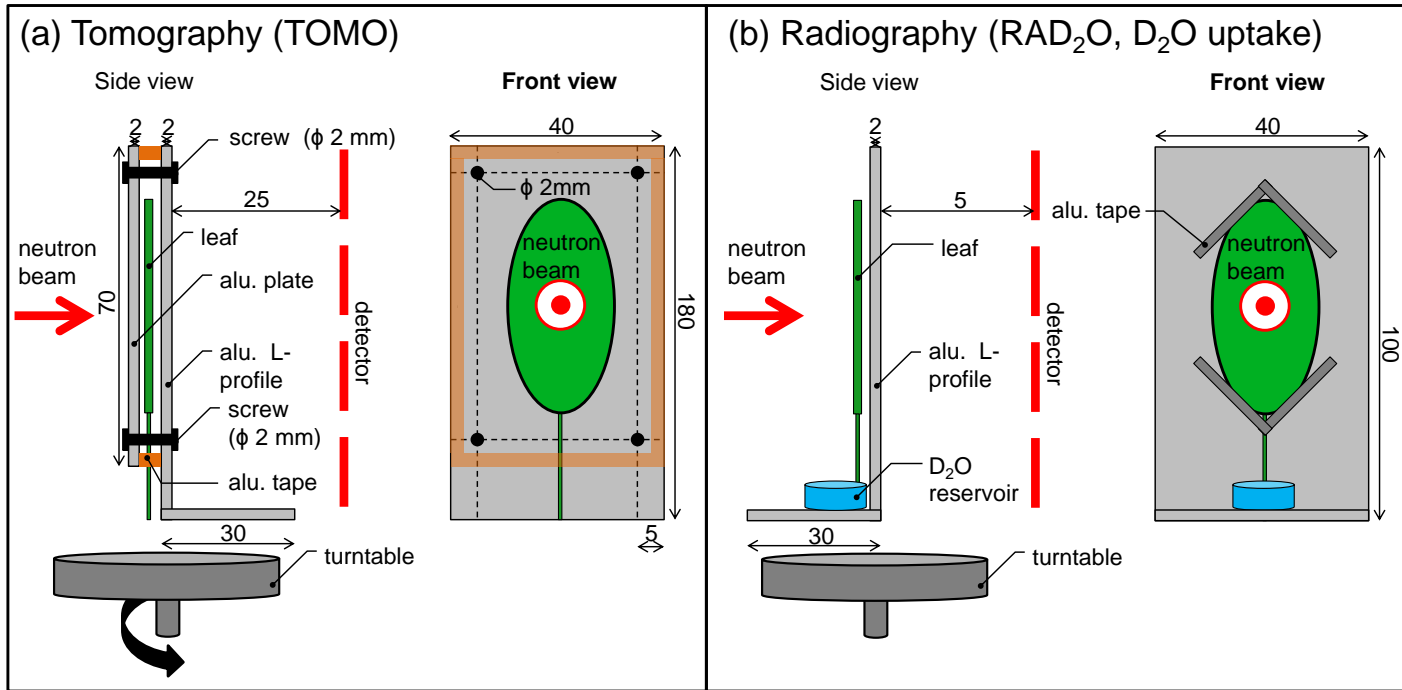 (a) Tomography (TOMO)
Side view
Front view
2 2
screw (ϕ 2 mm)
40
ϕ 2mm
25
leaf
neutron
beam
neutron
beam
70
alu. plate
180
detector
alu. L-
profile
screw
(ϕ 2 mm)
alu. tape
30
5
turntable
(b) Radiography (RAD₂O, D₂O uptake)
Side view
Front view
2
40
5
alu. tape
leaf
neutron
beam
neutron
beam
100
detector
alu. L-
profile
D₂O
reservoir
30
turntable